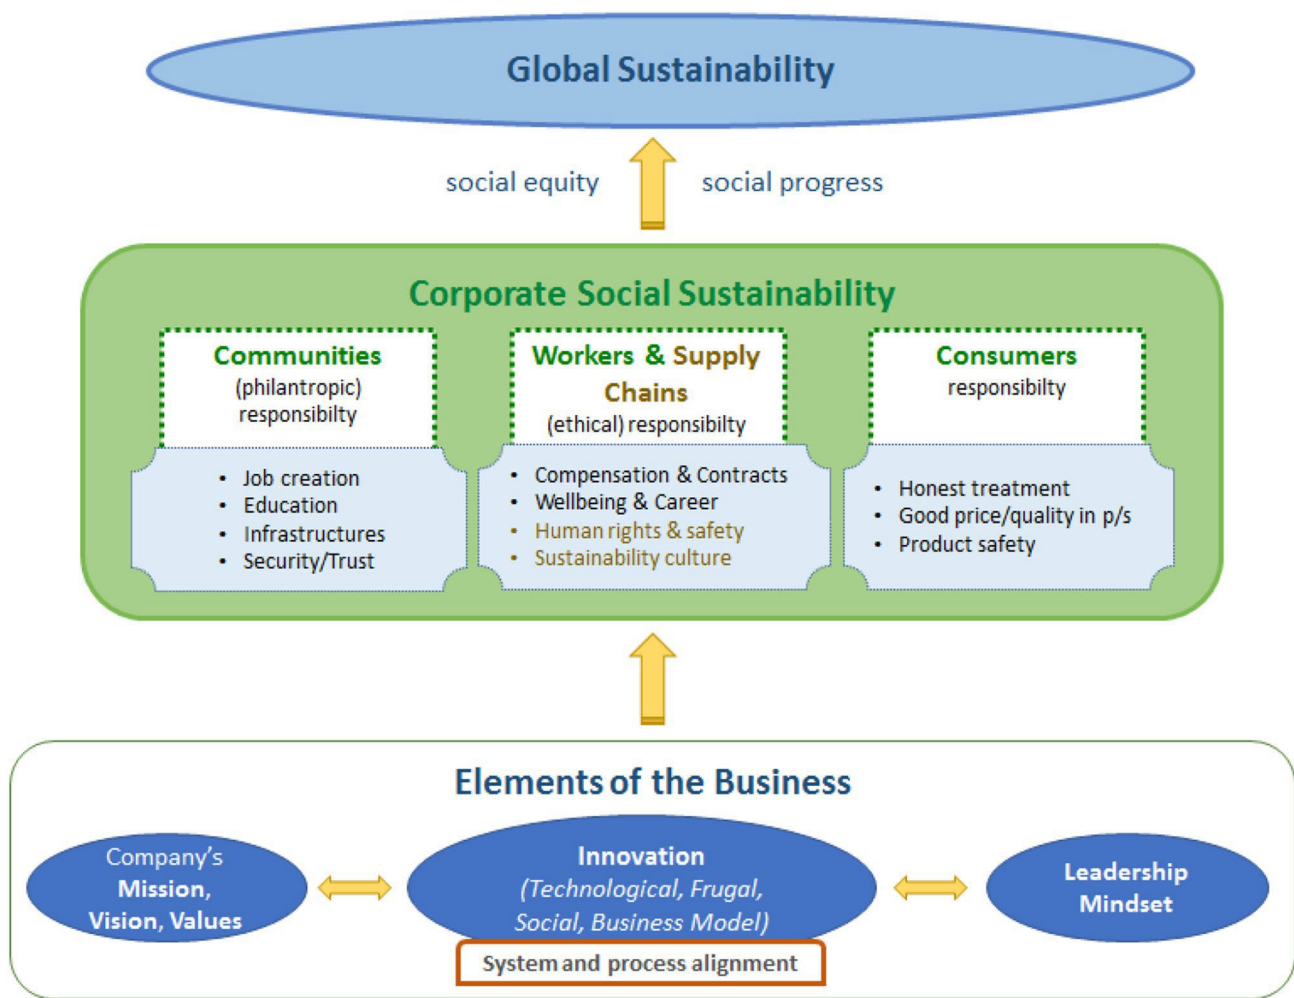 Global Sustainability
social equity
social progress
Corporate Social Sustainability
Communities
(philantropic)
responsibilty
• Job creation
• Education
• Infrastructures
• Security/Trust
Workers & Supply
Chains
(ethical) responsibilty
• Compensation & Contracts
• Wellbeing & Career
• Human rights & safety
• Sustainability culture
Consumers
responsibilty
• Honest treatment
• Good price/quality in p/s
• Product safety
Elements of the Business
Company's
Mission,
Vision, Values
Innovation
(Technological, Frugal,
Social, Business Model)
System and process alignment
Leadership
Mindset